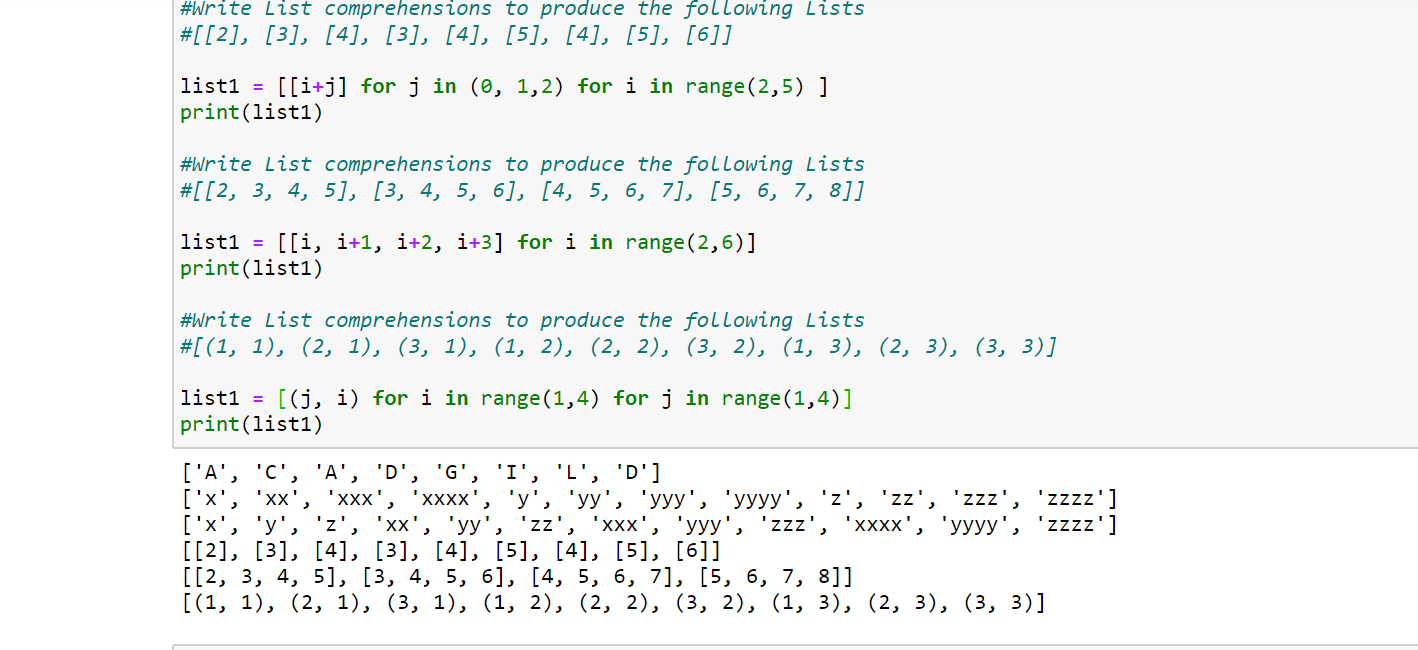 #Write List comprehensions to produce the following Lists
#[[2], [3], [4], [3], [4], [5], [4], [5], [6]]
list1 = [[i+j] for j in (0, 1,2) for i in range(2,5) ]
print(list1)
#Write List comprehensions to produce the following Lists
#[[2, 3, 4, 5], [3, 4, 5, 6], [4, 5, 6, 7], [5, 6, 7, 8]]
list1 = [[i, i+1, i+2, i+3] for i in range(2,6)]
print(list1)
#Write List comprehensions to produce the following Lists
#[(1, 1), (2, 1), (3, 1), (1, 2), (2, 2), (3, 2), (1, 3), (2, 3), (3, 3)]
list1 = [(j, i) for i in range(1,4) for j in range(1,4)]
print(list1)
['A', 'C', 'A', 'D', 'G', 'I', 'L', 'D']
['x', 'xx', 'xxx', 'xxxx', 'y', 'yy', 'yyy', 'yyyy', 'z', 'zz', 'zzz', 'zzzz']
['x', 'y', 'z', 'xx', 'yy', 'zz', 'xxx', 'yyy', 'zzz', 'xxxx', 'yyyy', 'zzzz']
[[2], [3], [4], [3], [4], [5], [4], [5], [6]]
[[2, 3, 4, 5], [3, 4, 5, 6], [4, 5, 6, 7], [5, 6, 7, 8]]
[(1, 1), (2, 1), (3, 1), (1, 2), (2, 2), (3, 2), (1, 3), (2, 3), (3, 3)]